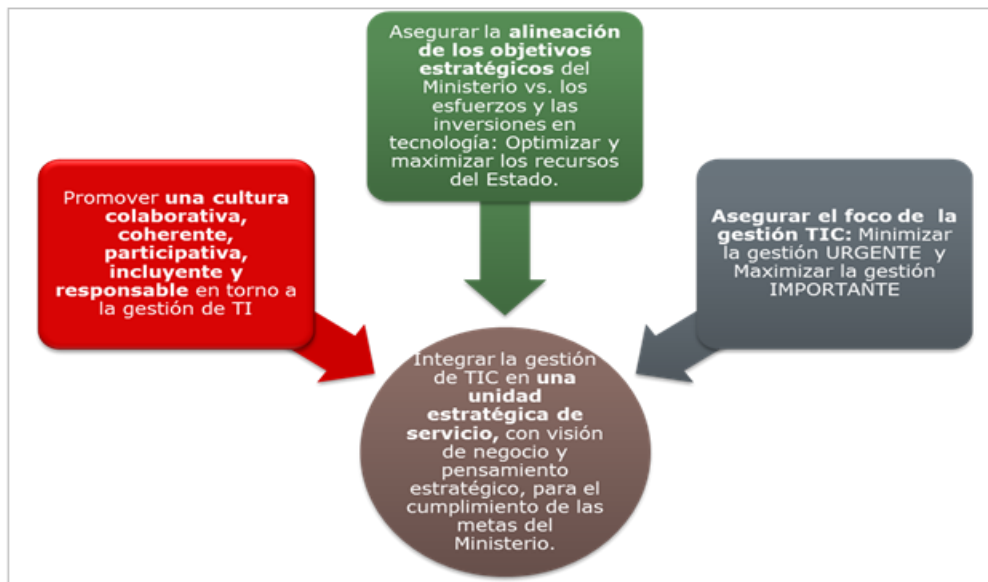 Asegurar la alineación
de los objetivos
estratégicos del
Ministerio vs. los
esfuerzos y las
inversiones en
tecnología: Optimizar y
maximizar los recursos
del Estado.
Promover una cultura
colaborativa,
coherente,
participativa,
incluyente y
responsable en torno a
la gestión de TI
Asegurar el foco de la
gestión TIC: Minimizar
la gestión URGENTE y
Maximizar la gestión
IMPORTANTE
Integrar la gestión
de TIC en una
unidad
estratégica de
servicio, con visión
de negocio y
pensamiento
estratégico, para el
cumplimiento de las
metas del
Ministerio.